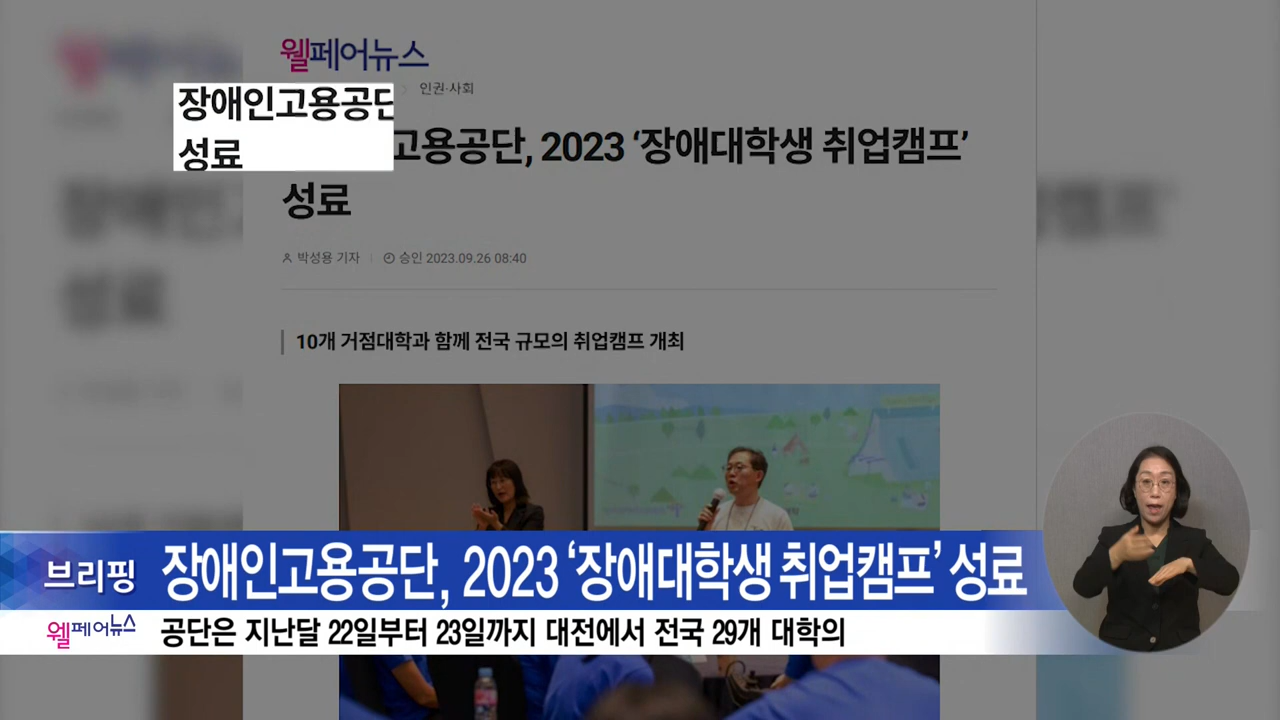 웰페어뉴스
인권·사회
장애인고용공단
성료
고용공단, 2023 ‘장애대학생 취업캠프’
성료
박성용 기자 승인 2023.09.26 08:40
10개 거점대학과 함께 전국 규모의 취업캠프 개최
브리핑 장애인고용공단, 2023 ‘장애대학생 취업캠프’ 성료
웰페어뉴스 공단은 지난달 22일부터 23일까지 대전에서 전국 29개 대학의